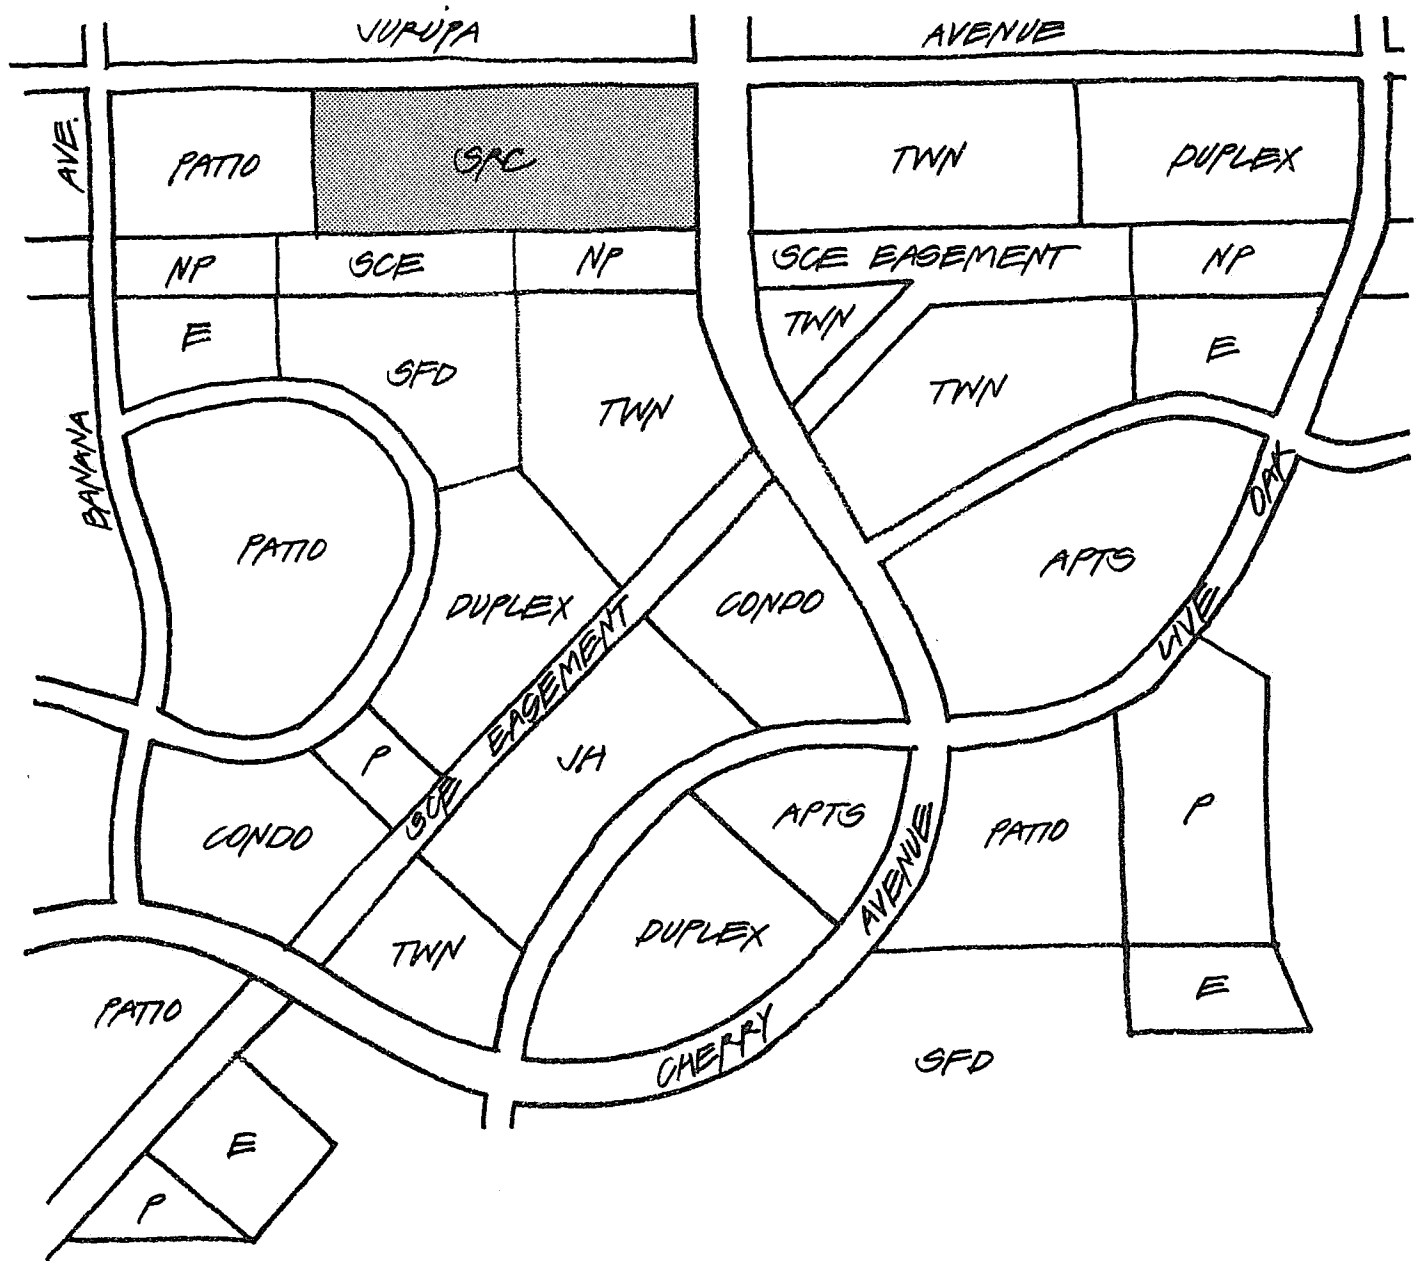 JURUPA AVENUE
AVE.
PATIO
SRC
TWN
DUPLEX
NP
SCE
NP
SCE EASEMENT
NP
E
SFD
TWN
TWN
TWN
E
BANANA
PATIO
DUPLEX
CONDO
APTS
LIVE OAK
SCE EASEMENT
P
JH
CONDO
APTS
PATIO
P
TWN
DUPLEX
CHERRY AVENUE
PATIO
E
SFD
E
P